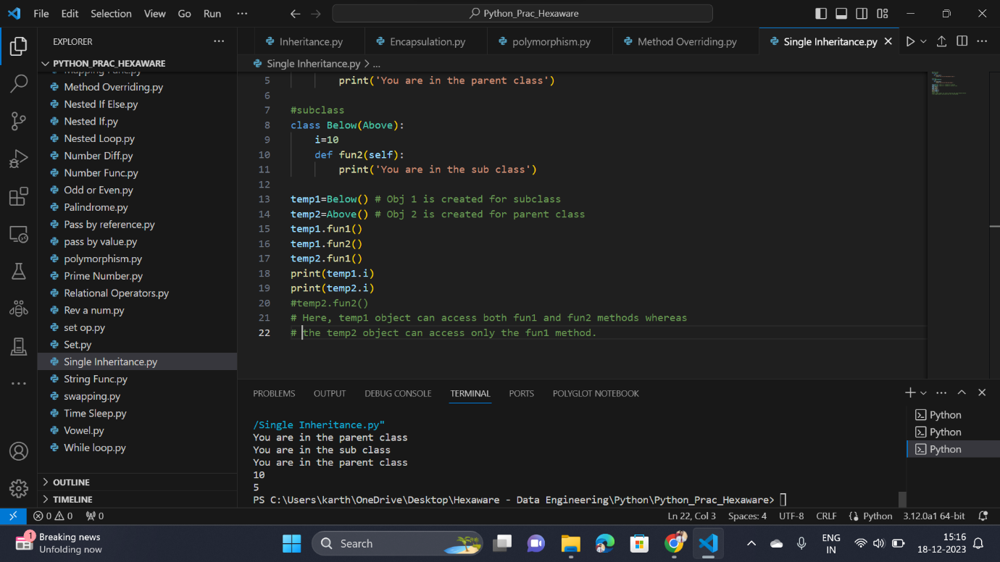 File Edit Selection View Go Run ···
Python_Prac_Hexaware
EXPLORER ···
Inheritance.py Encapsulation.py polymorphism.py Method Overriding.py Single Inheritance.py
PYTHON_PRAC_HEXAWARE
Single Inheritance.py > ...
Mapping Func.py
Method Overriding.py
Nested If Else.py
Nested If.py
Nested Loop.py
Number Diff.py
Number Func.py
Odd or Even.py
Palindrome.py
Pass by reference.py
pass by value.py
polymorphism.py
Prime Number.py
Relational Operators.py
Rev a num.py
set op.py
Set.py
Single Inheritance.py
String Func.py
swapping.py
Time Sleep.py
Vowel.py
While loop.py
OUTLINE
TIMELINE
5 print('You are in the parent class')
6
7 #subclass
8 class Below(Above):
9 i=10
10 def fun2(self):
11 print('You are in the sub class')
12
13 temp1=Below() # Obj 1 is created for subclass
14 temp2=Above() # Obj 2 is created for parent class
15 temp1.fun1()
16 temp1.fun2()
17 temp2.fun1()
18 print(temp1.i)
19 print(temp2.i)
20 #temp2.fun2()
21 # Here, temp1 object can access both fun1 and fun2 methods whereas
22 # the temp2 object can access only the fun1 method.
PROBLEMS OUTPUT DEBUG CONSOLE TERMINAL PORTS POLYGLOT NOTEBOOK
/Single Inheritance.py"
You are in the parent class
You are in the sub class
You are in the parent class
10
5
PS C:\Users\karth\OneDrive\Desktop\Hexaware - Data Engineering\Python\Python_Prac_Hexaware>
Python
Python
Python
0 0 0 Ln 22, Col 3 Spaces: 4 UTF-8 CRLF Python 3.12.0a1 64-bit
1
Breaking news
Unfolding now
Search
ENG
IN
15:16
18-12-2023